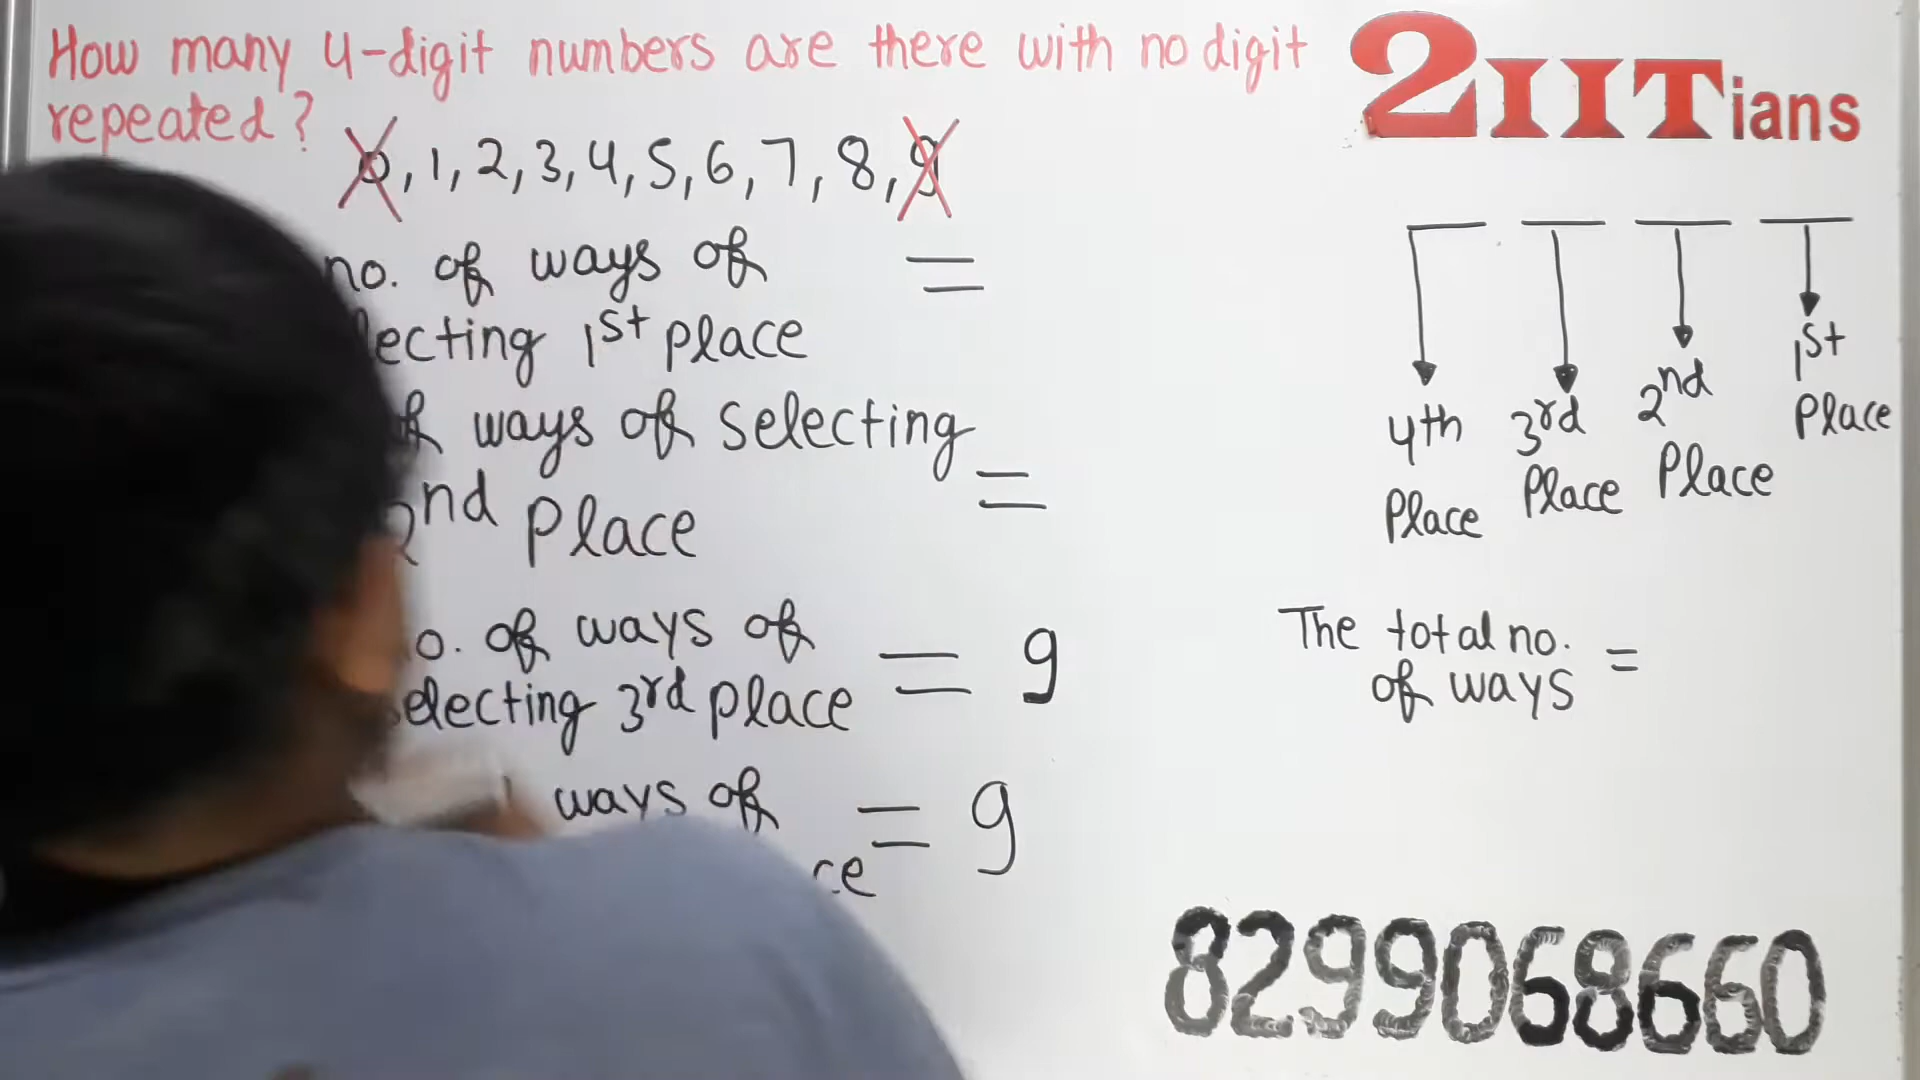 How many 4-digit numbers are there with no digit
repeated?
0, 1, 2, 3, 4, 5, 6, 7, 8, 9
no. of ways of =
lecting 1st place
ways of selecting
2nd Place =
o. of ways of
selecting 3rd place = 9
ways of
ce = 9
2IITians
4th Place
3rd Place
2nd Place
1st Place
The total no.
of ways =
8299068660